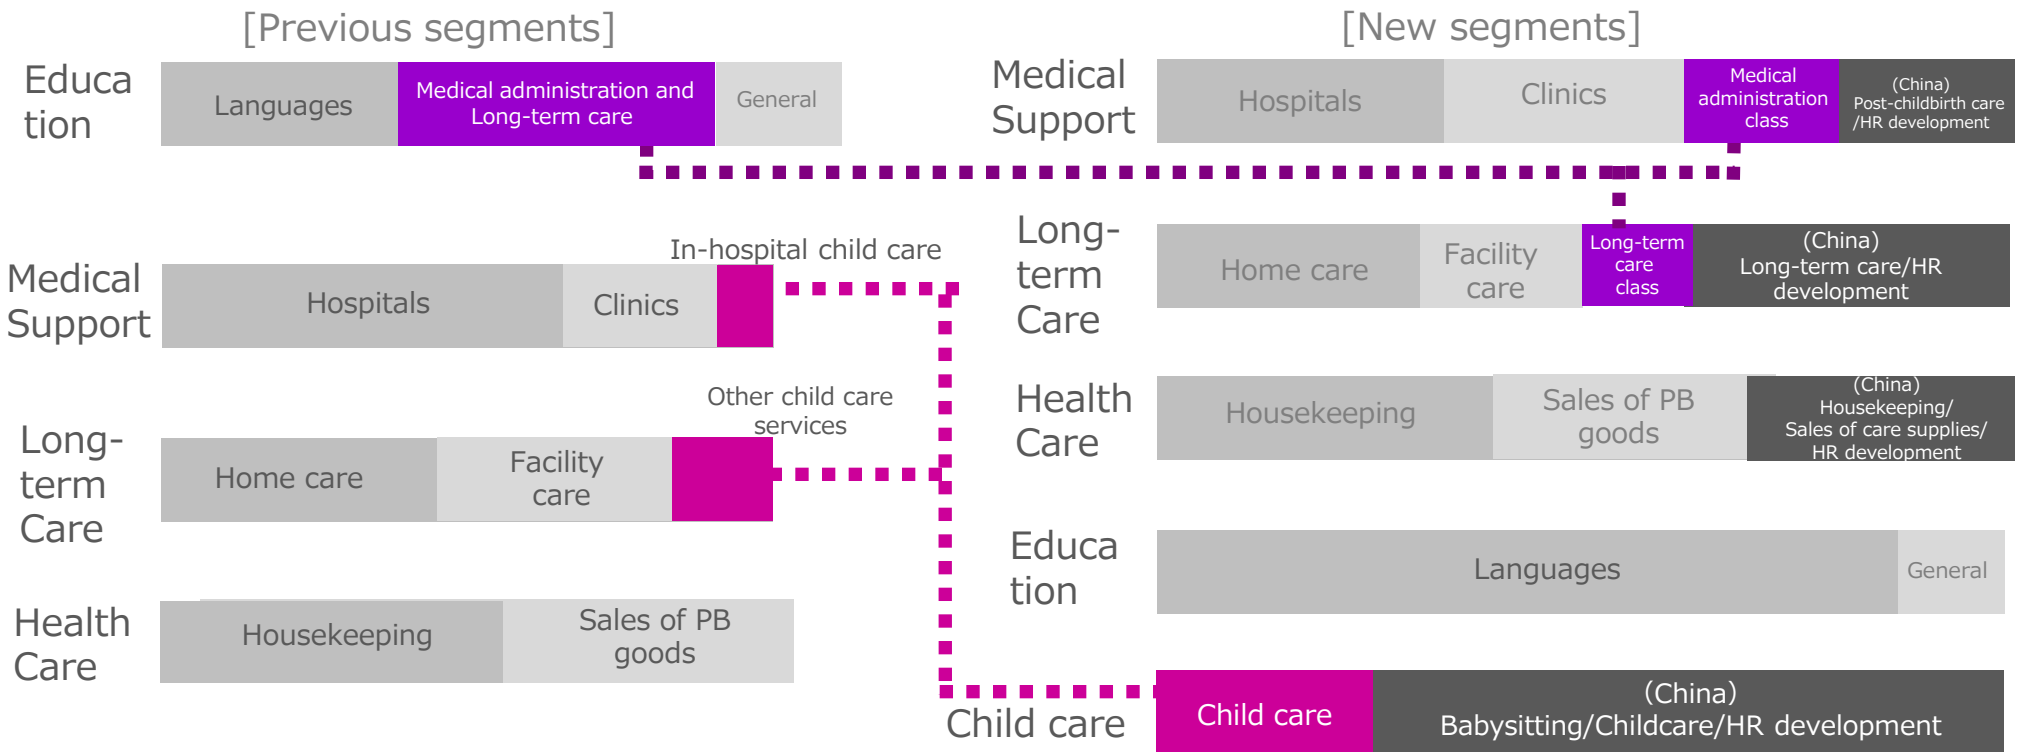 [Previous segments]
Educa
tion
Languages
Medical administration and
Long-term care
General
Medical
Support
Hospitals
Clinics
In-hospital child care
Long-
term
Care
Home care
Facility
care
Other child care
services
Health
Care
Housekeeping
Sales of PB
goods
[New segments]
Medical
Support
Hospitals
Clinics
Medical
administration
class
(China)
Post-childbirth care
/HR development
Long-
term
Care
Home care
Facility
care
Long-term
care
class
(China)
Long-term care/HR
development
Health
Care
Housekeeping
Sales of PB
goods
(China)
Housekeeping/
Sales of care supplies/
HR development
Educa
tion
Languages
General
Child care
Child care
(China)
Babysitting/Childcare/HR development